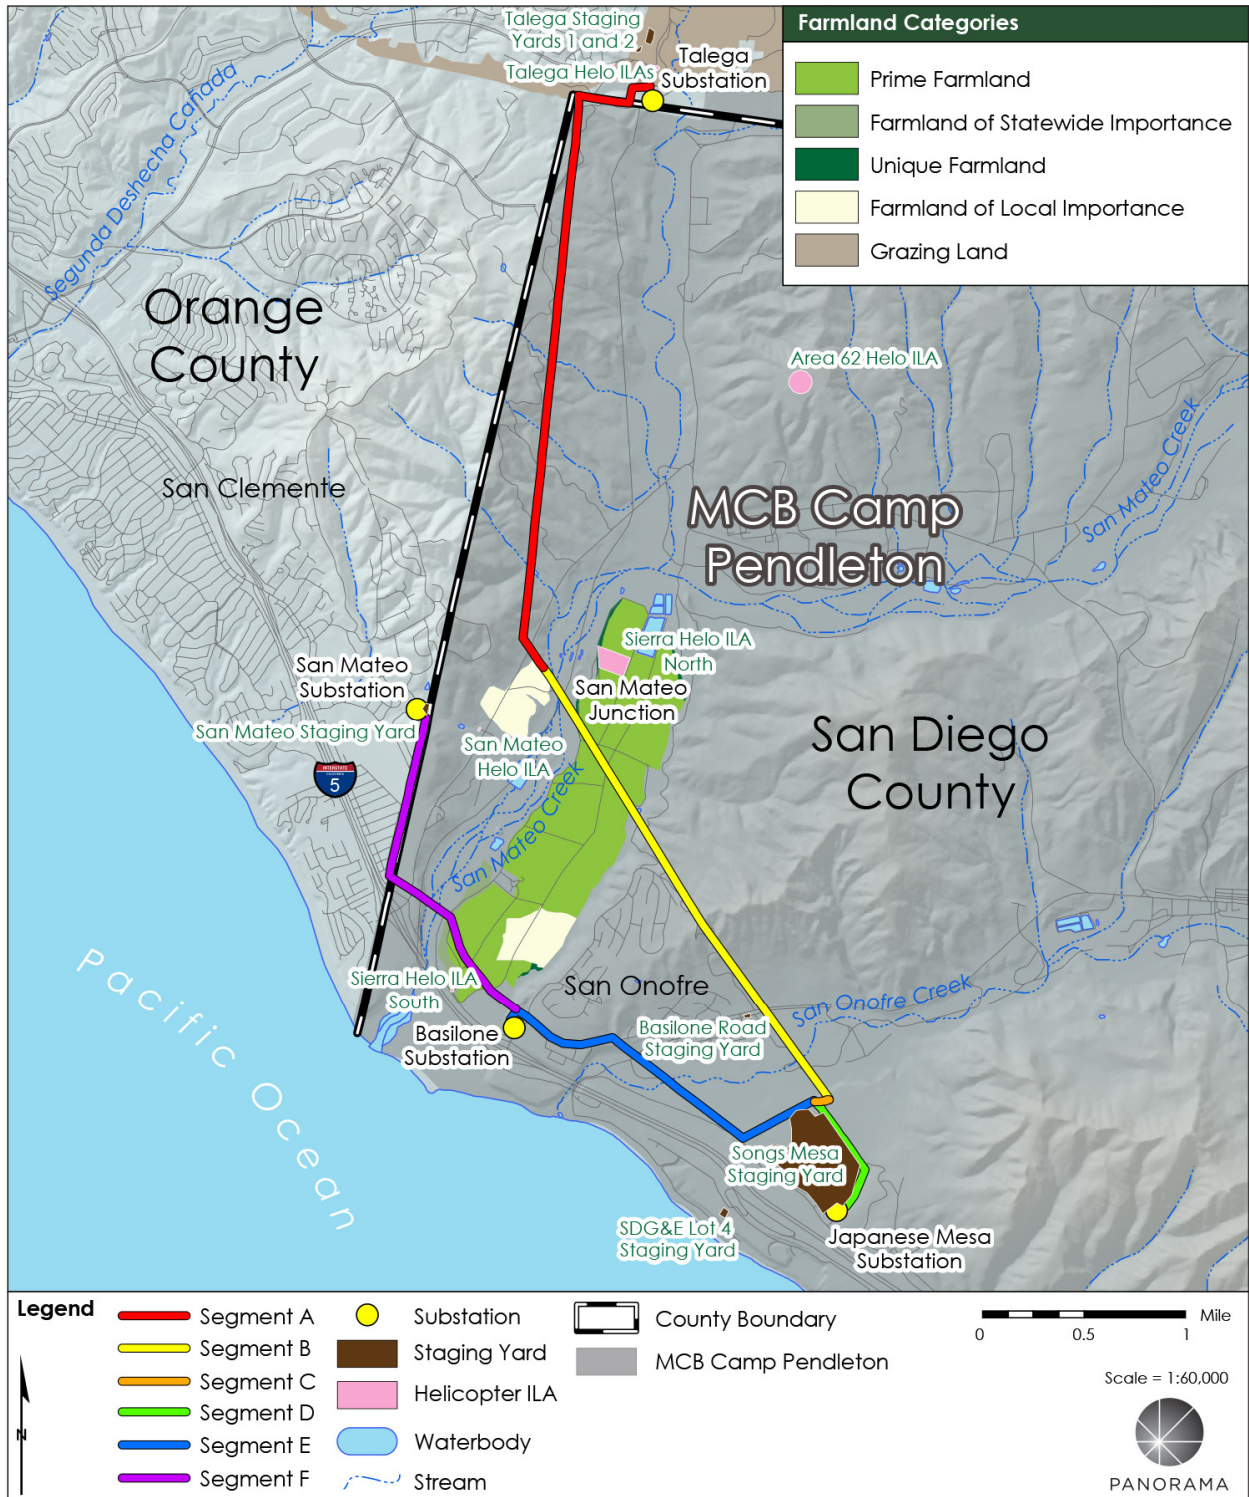 Talega Staging
Yards 1 and 2
Talega Helo ILAs
Talega
Substation
Farmland Categories
Prime Farmland
Farmland of Statewide Importance
Unique Farmland
Farmland of Local Importance
Grazing Land
Segunda Deshecha Cañada
Orange
County
Area 62 Helo ILA
San Mateo Creek
San Clemente
MCB Camp
Pendleton
Sierra Helo ILA
North
San Mateo
Substation
San Mateo
Junction
San Mateo Staging Yard
San Mateo
Helo ILA
San Diego
County
INTERSTATE
CALIFORNIA
5
San Mateo Creek
Pacific Ocean
Sierra Helo ILA
South
San Onofre
San Onofre Creek
Basilone
Substation
Basilone Road
Staging Yard
Songs Mesa
Staging Yard
SDG&E Lot 4
Staging Yard
Japanese Mesa
Substation
Legend
Segment A
Segment B
Segment C
Segment D
Segment E
Segment F
Substation
Staging Yard
Helicopter ILA
Waterbody
Stream
County Boundary
MCB Camp Pendleton
Mile
0 0.5 1
Scale = 1:60,000
N
PANORAMA